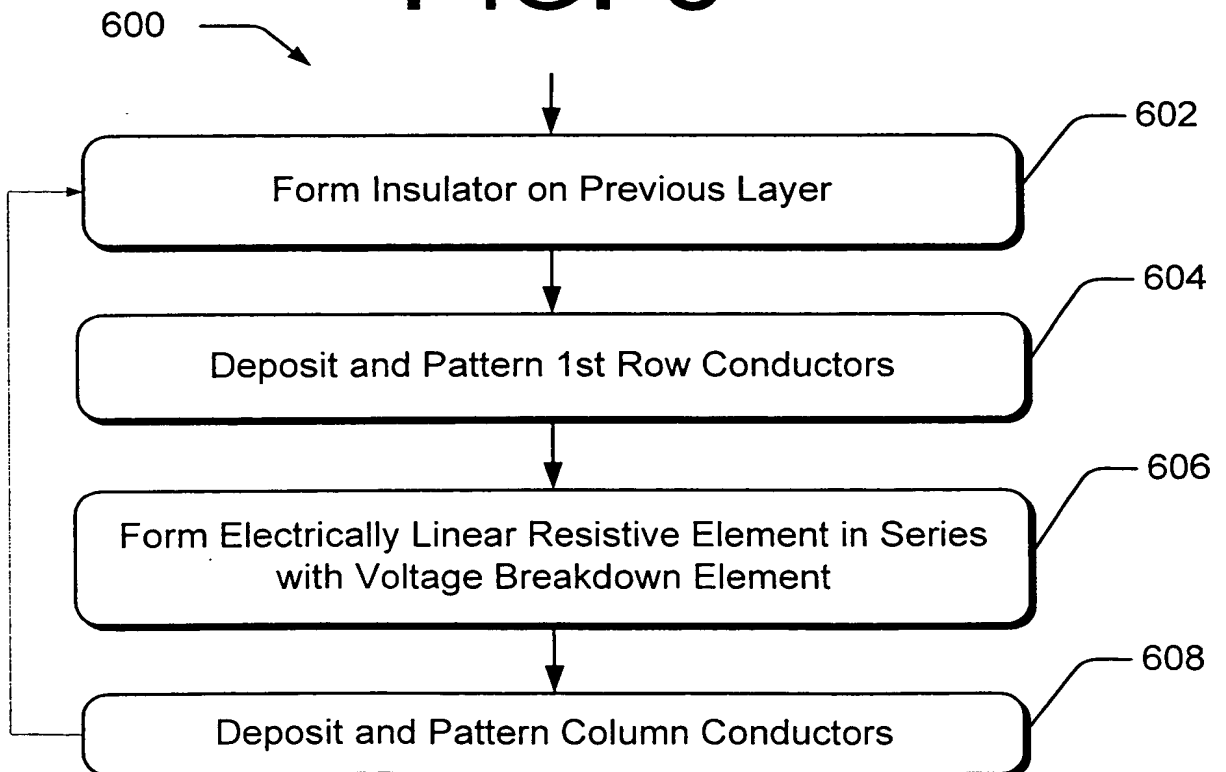 600
602
Form Insulator on Previous Layer
604
Deposit and Pattern 1st Row Conductors
606
Form Electrically Linear Resistive Element in Series
with Voltage Breakdown Element
608
Deposit and Pattern Column Conductors